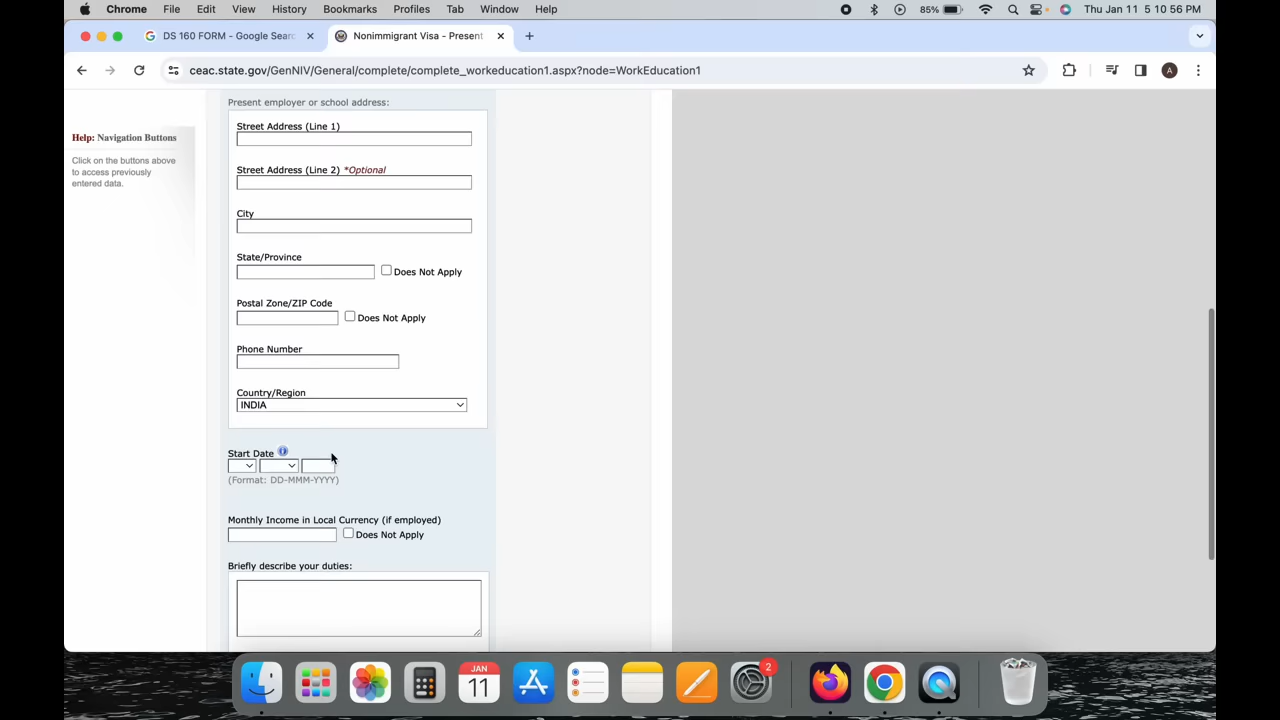 Chrome File Edit View History Bookmarks Profiles Tab Window Help 85% Thu Jan 11 5 10 56 PM
DS 160 FORM - Google Searc
Nonimmigrant Visa - Present
ceac.state.gov/GenNIV/General/complete/complete_workeducation1.aspx?node=WorkEducation1
A
Help: Navigation Buttons
Click on the buttons above
to access previously
entered data.
Present employer or school address:
Street Address (Line 1)
Street Address (Line 2) *Optional
City
State/Province
Does Not Apply
Postal Zone/ZIP Code
Does Not Apply
Phone Number
Country/Region
INDIA
Start Date
(Format: DD-MMM-YYYY)
Monthly Income in Local Currency (if employed)
Does Not Apply
Briefly describe your duties:
JAN
11
2